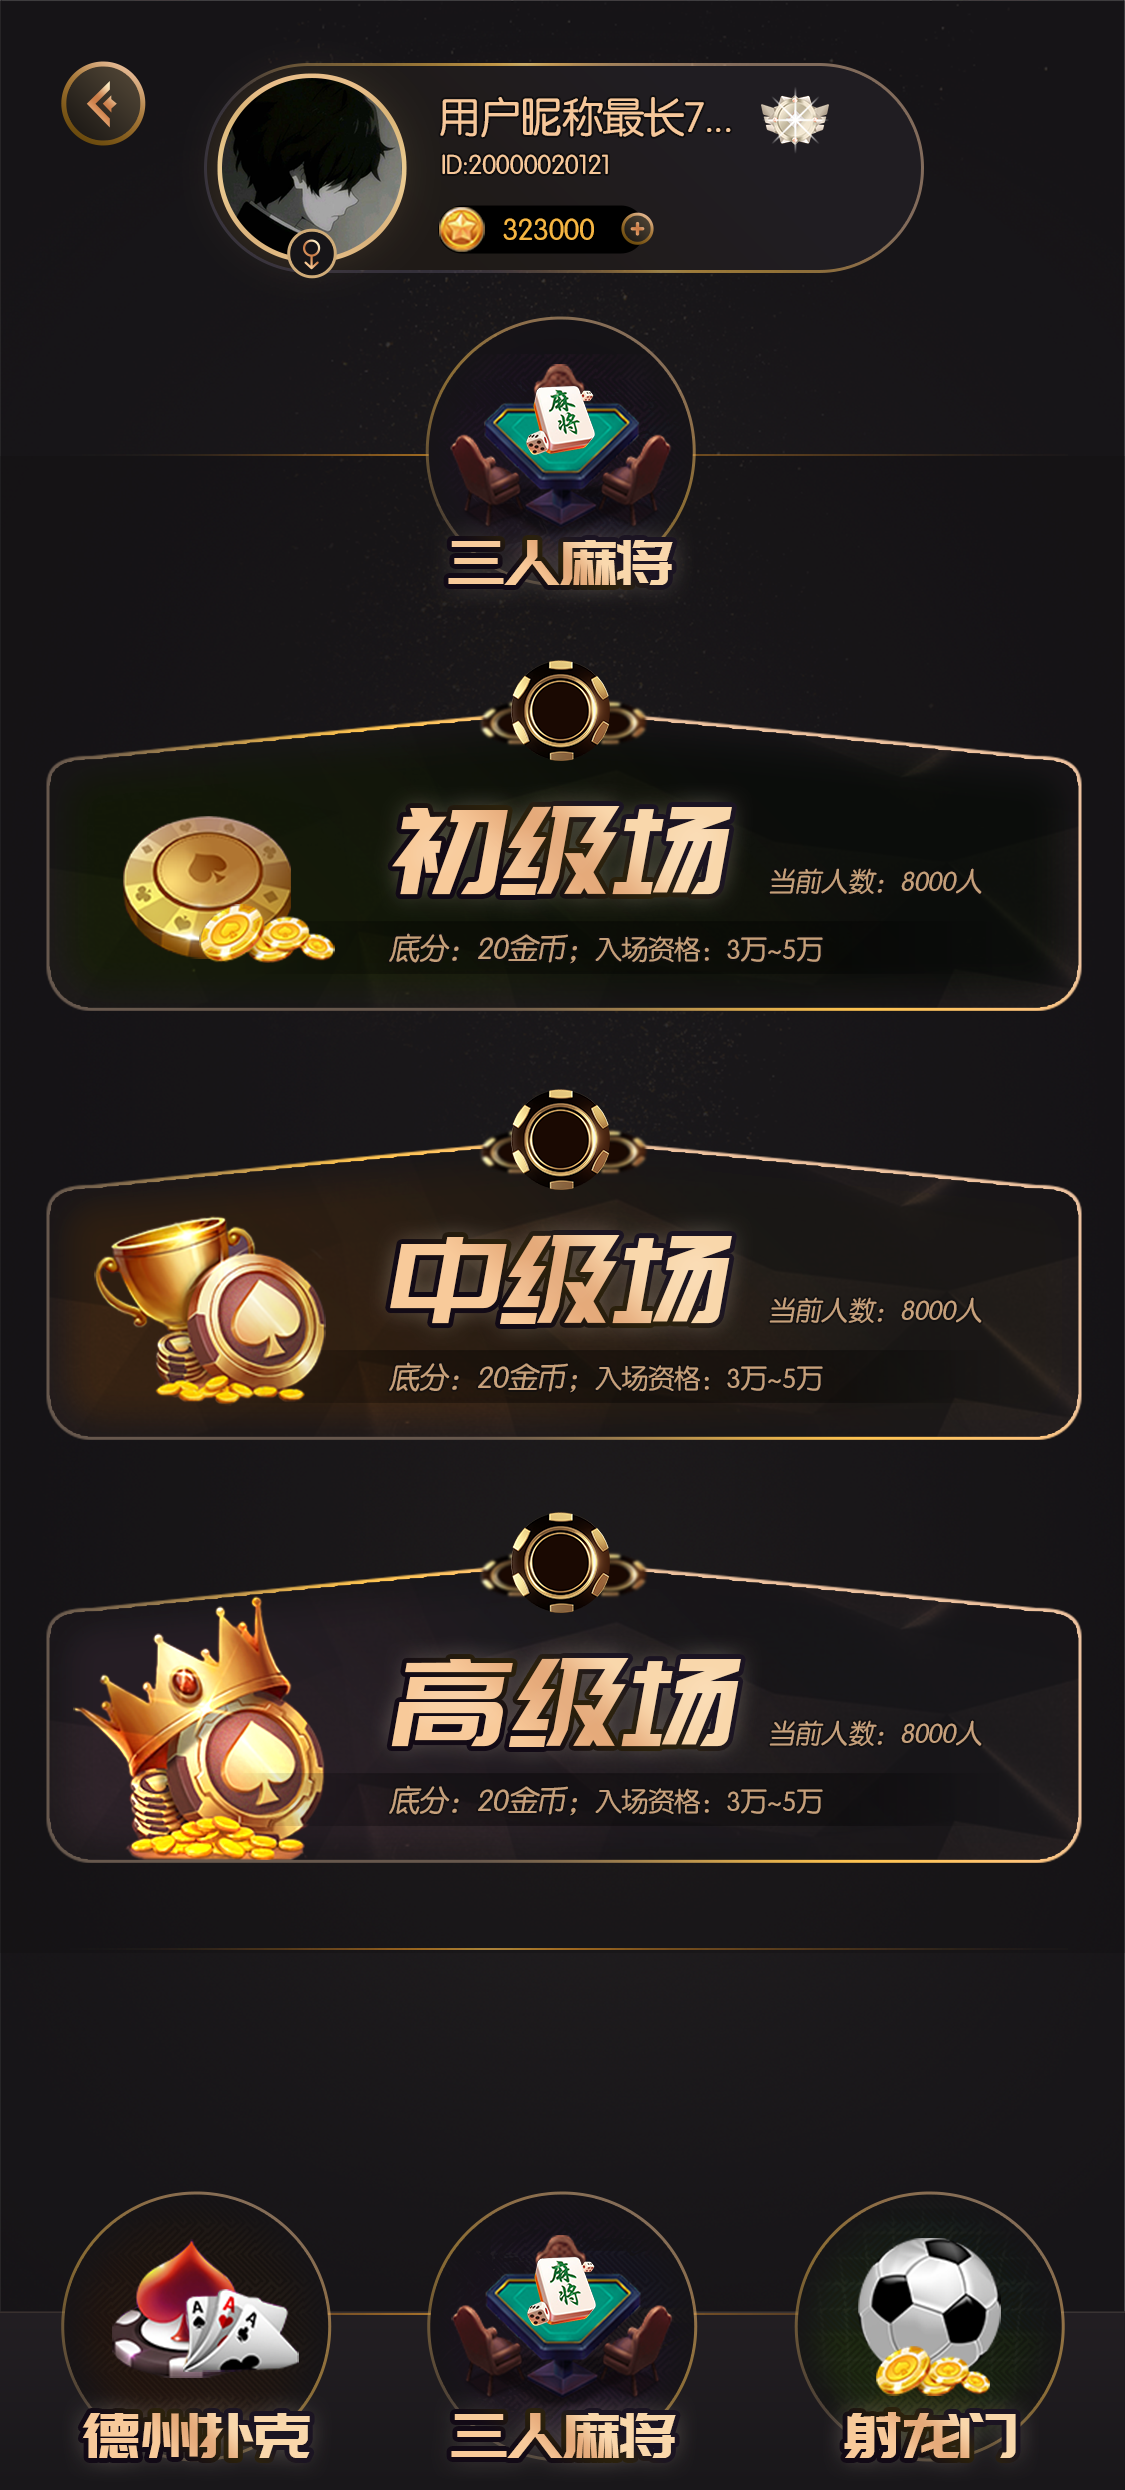 用户昵称最长7...
ID:20000020121
323000
麻将
三人麻将
初级场
当前人数：8000人
底分：20金币；入场资格：3万~5万
中级场
当前人数：8000人
底分：20金币；入场资格：3万~5万
高级场
当前人数：8000人
底分：20金币；入场资格：3万~5万
A A A
麻将
德州扑克 三人麻将 射龙门